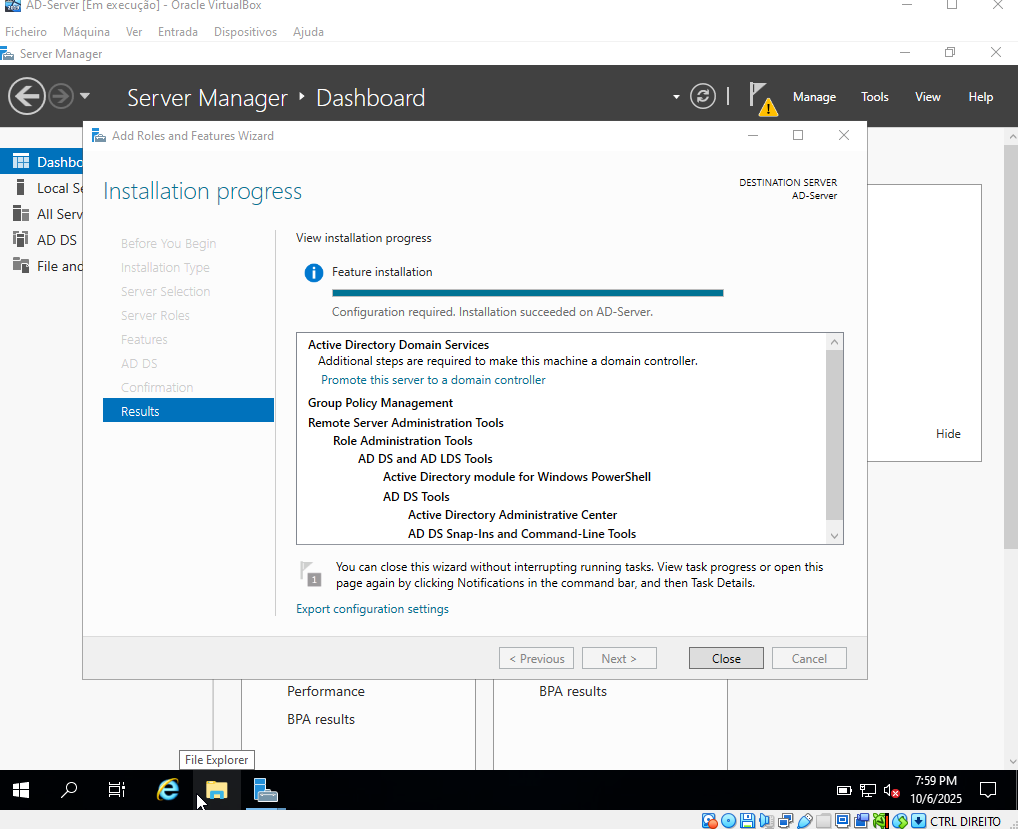 AD-Server [Em execução] - Oracle VirtualBox
Ficheiro Máquina Ver Entrada Dispositivos Ajuda
Server Manager
Server Manager Dashboard
Manage Tools View Help
Add Roles and Features Wizard
Dashbo
Local Se
All Serv
AD DS
File and
Installation progress
DESTINATION SERVER
AD-Server
Before You Begin
Installation Type
Server Selection
Server Roles
Features
AD DS
Confirmation
Results
View installation progress
Feature installation
Configuration required. Installation succeeded on AD-Server.
Active Directory Domain Services
Additional steps are required to make this machine a domain controller.
Promote this server to a domain controller
Group Policy Management
Remote Server Administration Tools
Role Administration Tools
AD DS and AD LDS Tools
Active Directory module for Windows PowerShell
AD DS Tools
Active Directory Administrative Center
AD DS Snap-Ins and Command-Line Tools
Hide
1
You can close this wizard without interrupting running tasks. View task progress or open this
page again by clicking Notifications in the command bar, and then Task Details.
Export configuration settings
< Previous Next > Close Cancel
Performance
BPA results
BPA results
File Explorer
7:59 PM
10/6/2025
CTRL DIREITO